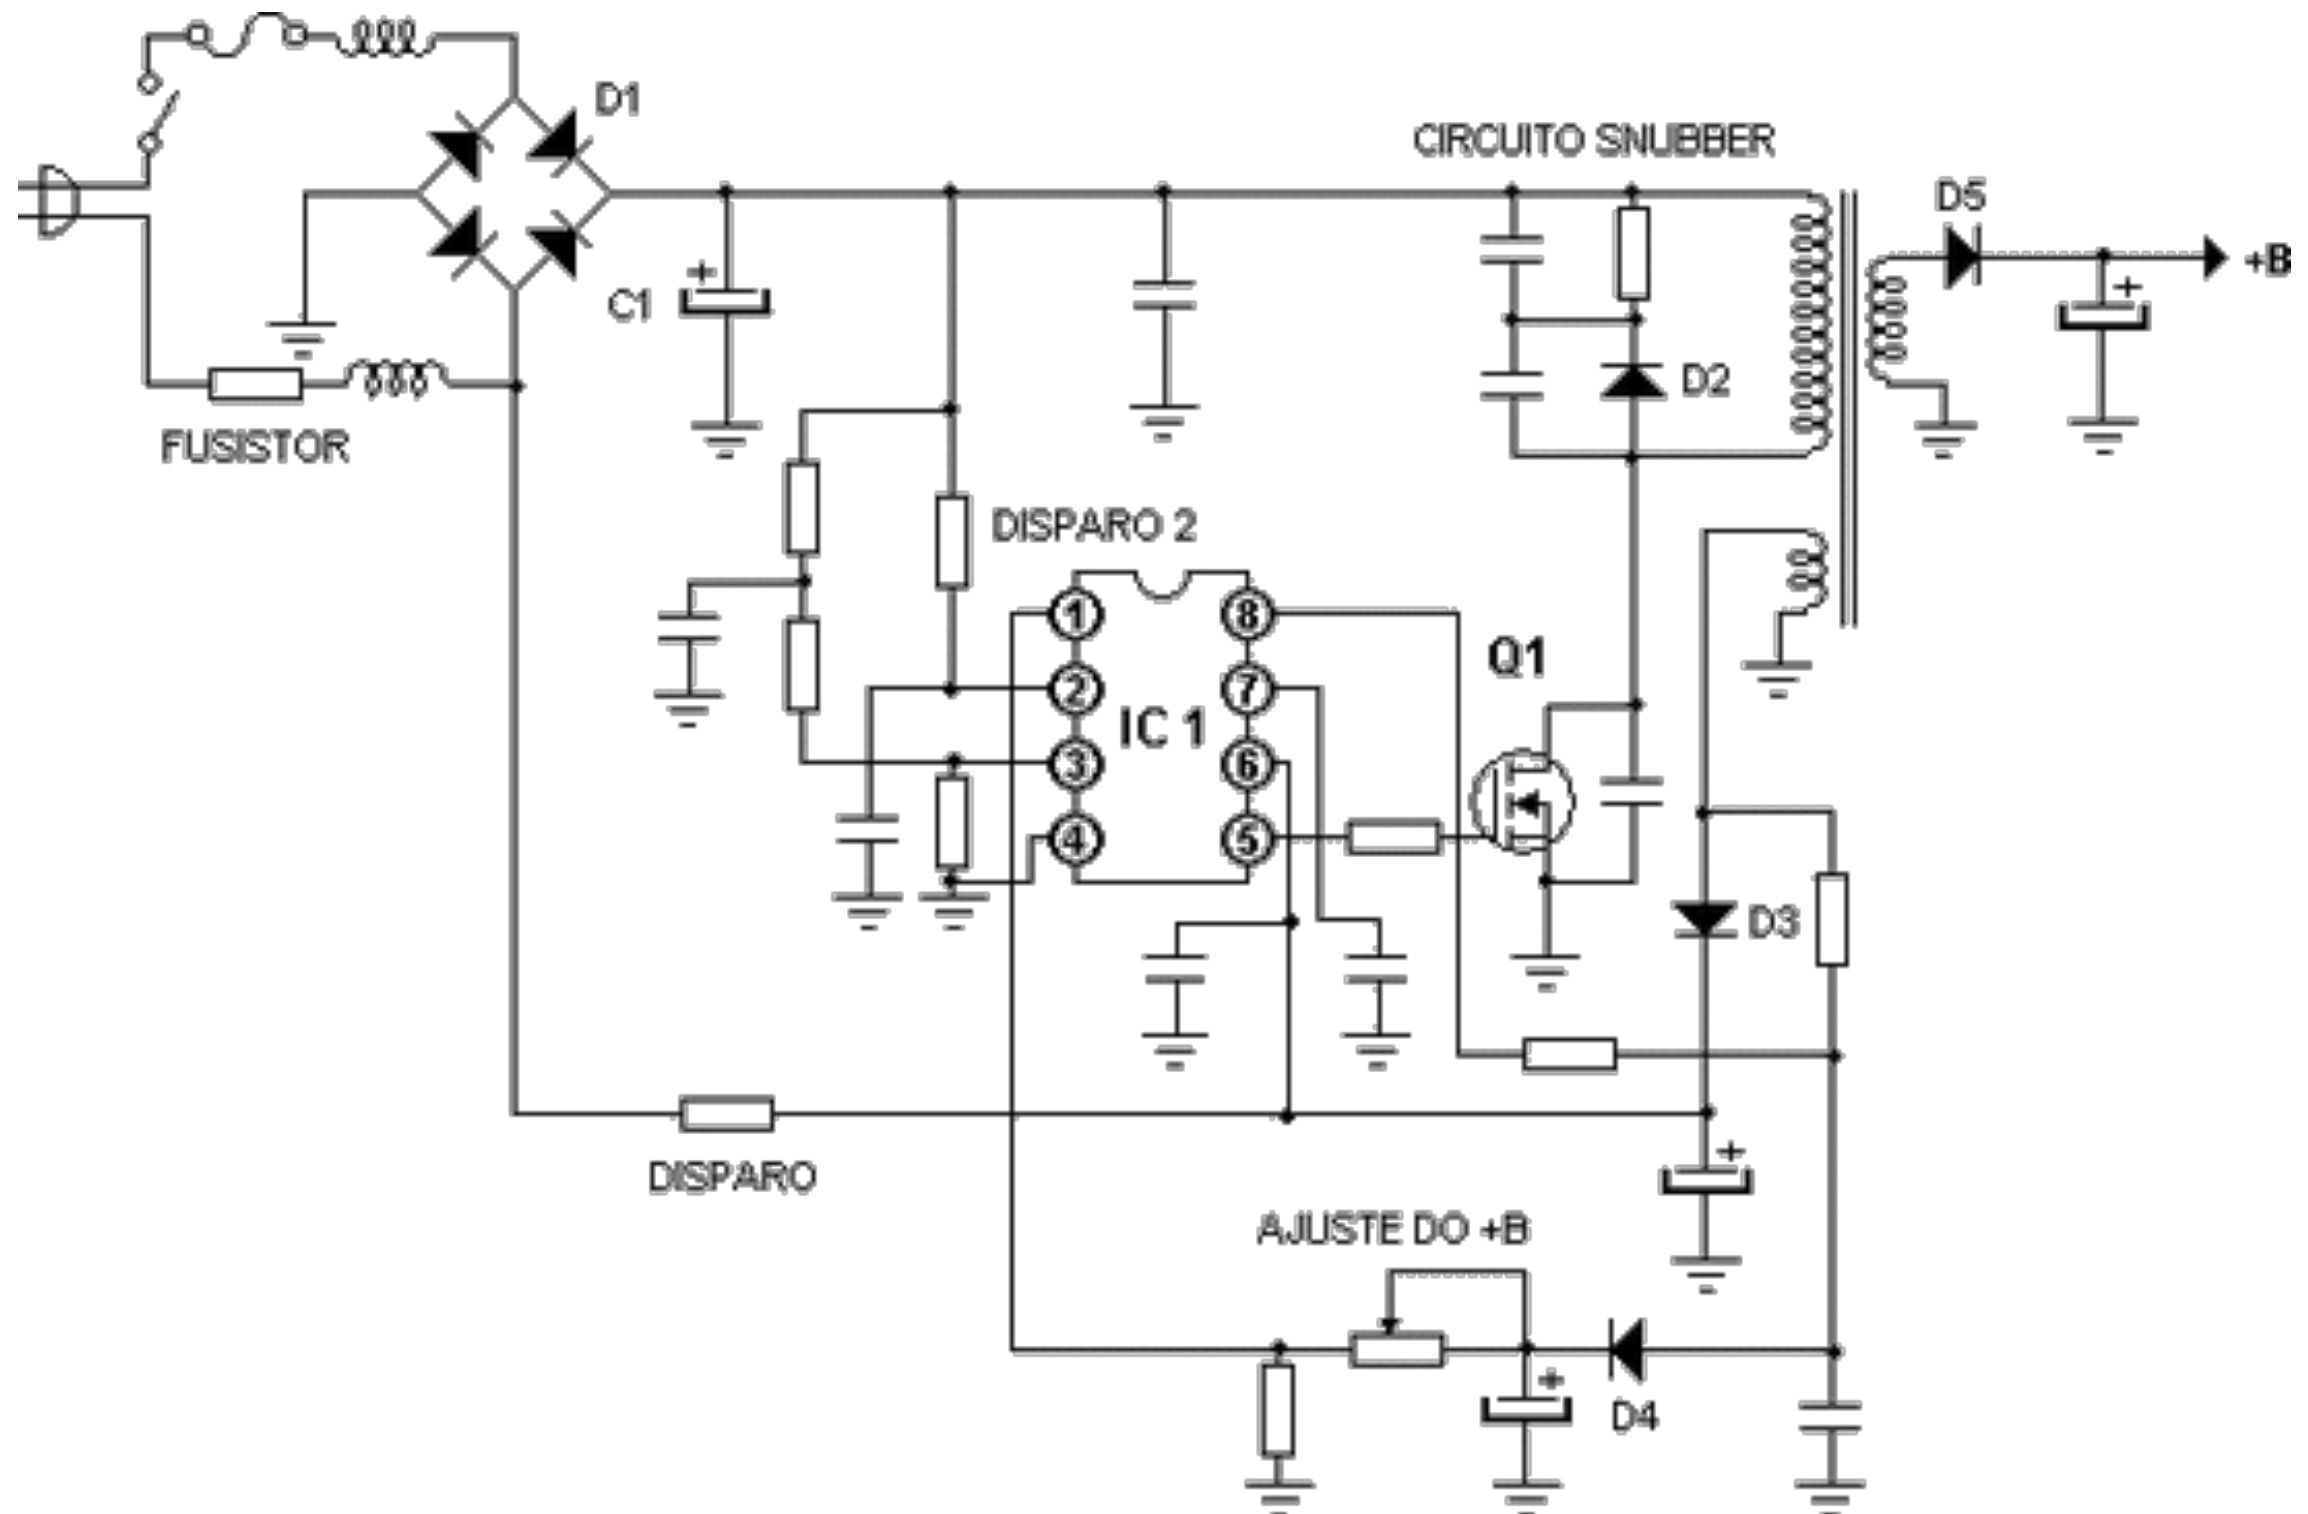 D1
CIRCUITO SNUBBER
D5
+B
+
C1
+
D2
FUSISTOR
DISPARO 2
1
8
Q1
2
7
IC 1
3
6
4
5
D3
DISPARO
+
AJUSTE DO +B
+
D4